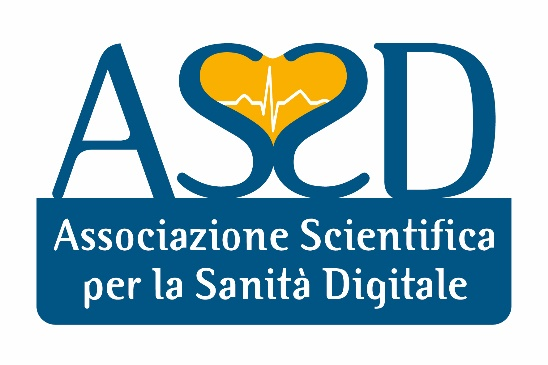 ASSD
Associazione Scientifica
per la Sanità Digitale